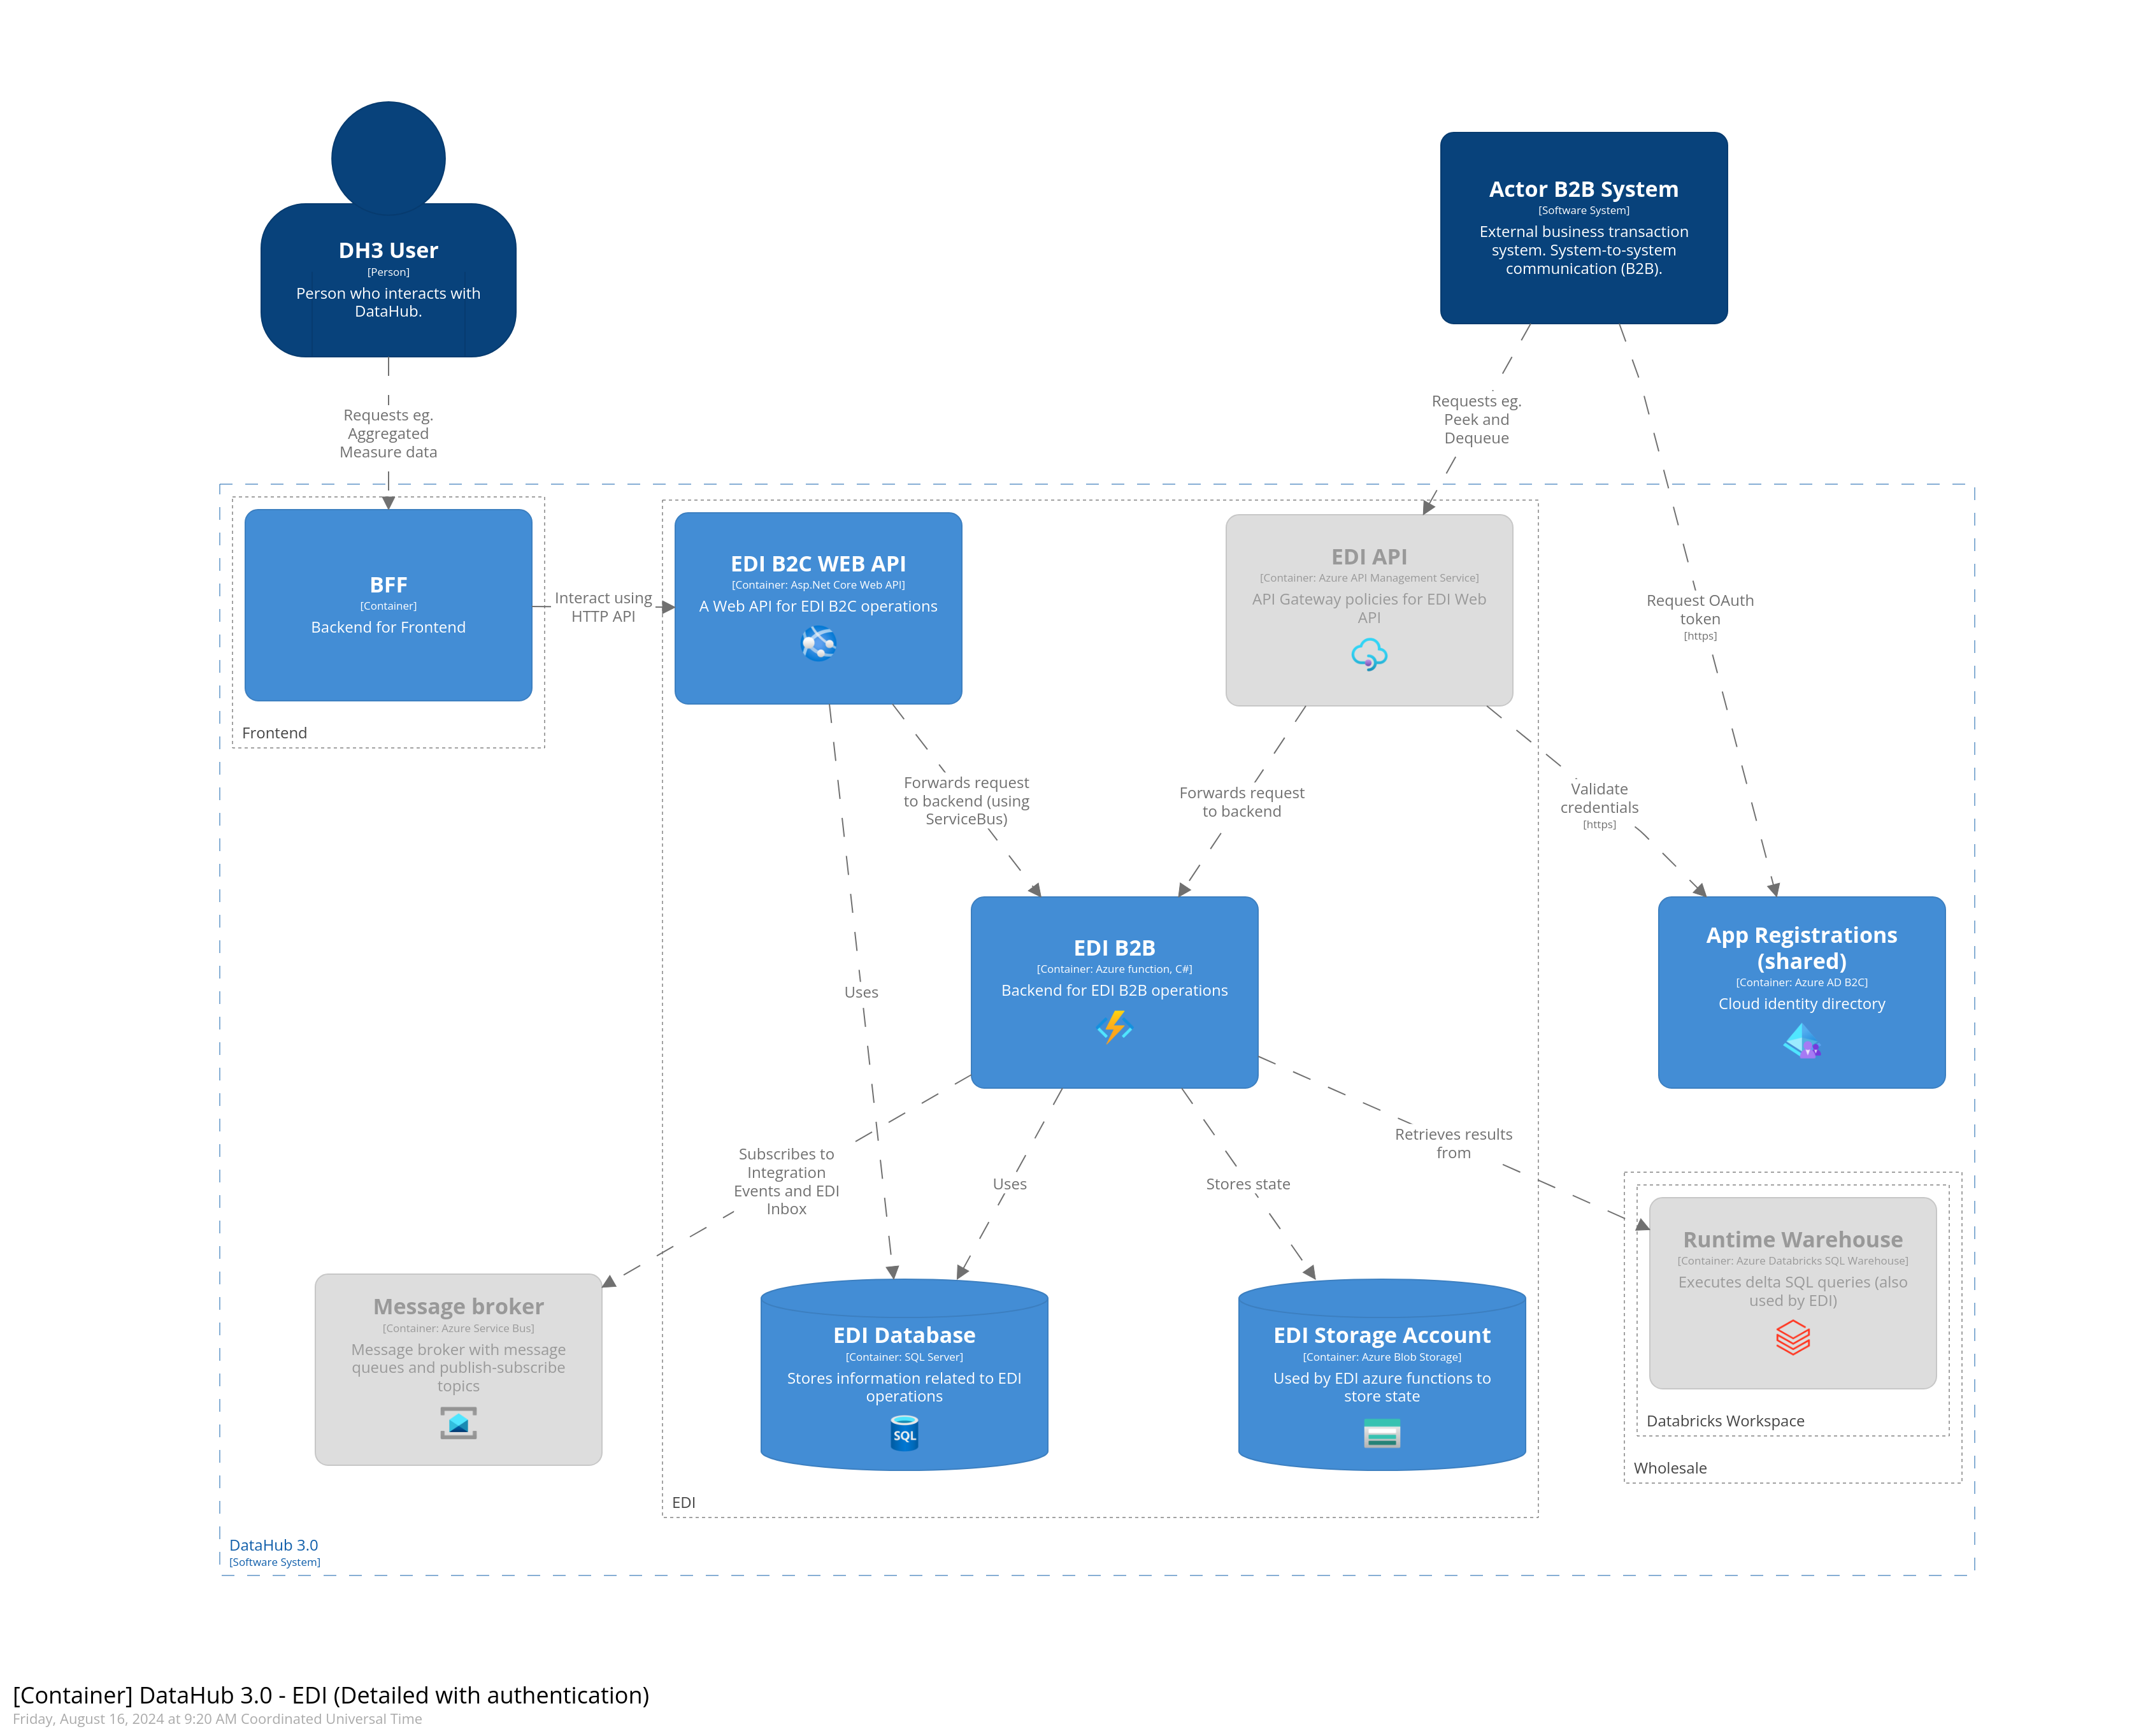 DH3 User
[Person]
Person who interacts with
DataHub.
Actor B2B System
[Software System]
External business transaction
system. System-to-system
communication (B2B).
Requests eg.
Aggregated
Measure data
Requests eg.
Peek and
Dequeue
BFF
[Container]
Backend for Frontend
Frontend
Interact using
HTTP API
EDI B2C WEB API
[Container: Asp.Net Core Web API]
A Web API for EDI B2C operations
EDI API
[Container: Azure API Management Service]
API Gateway policies for EDI Web
API
Request OAuth
token
[https]
Forwards request
to backend (using
ServiceBus)
Forwards request
to backend
Validate
credentials
[https]
Uses
EDI B2B
[Container: Azure function, C#]
Backend for EDI B2B operations
App Registrations
(shared)
[Container: Azure AD B2C]
Cloud identity directory
Subscribes to
Integration
Events and EDI
Inbox
Uses
Stores state
Retrieves results
from
Message broker
[Container: Azure Service Bus]
Message broker with message
queues and publish-subscribe
topics
EDI Database
[Container: SQL Server]
Stores information related to EDI
operations
SQL
EDI Storage Account
[Container: Azure Blob Storage]
Used by EDI azure functions to
store state
Runtime Warehouse
[Container: Azure Databricks SQL Warehouse]
Executes delta SQL queries (also
used by EDI)
Databricks Workspace
Wholesale
EDI
DataHub 3.0
[Software System]
[Container] DataHub 3.0 - EDI (Detailed with authentication)
Friday, August 16, 2024 at 9:20 AM Coordinated Universal Time